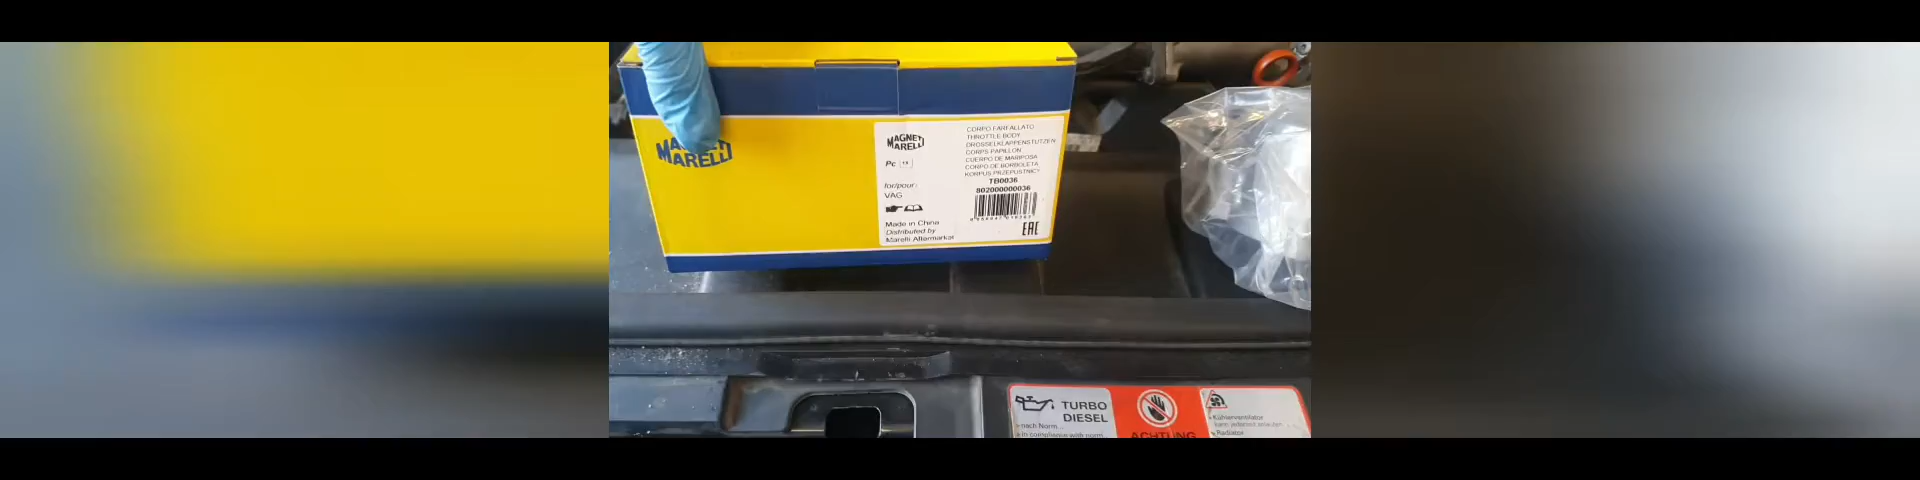 MARELLI
MAGNETI
MARELLI
Pc
for/pour:
VAG
Made in China
Distributed by
Marelli Aftermarket
CORPO FARFALLATO
THROTTLE BODY
DROSSELKLAPPENSTUTZEN
CORPS PAPILLON
CUERPO DE MARIPOSA
CORPO DE BORBOLETA
KORPUS PRZEPUSTNICY
TB0036
802000000036
EAC
TURBO
DIESEL
nach Norm...
in compliance with norm
ACHTUNG
Kühlerventilator
Radiator